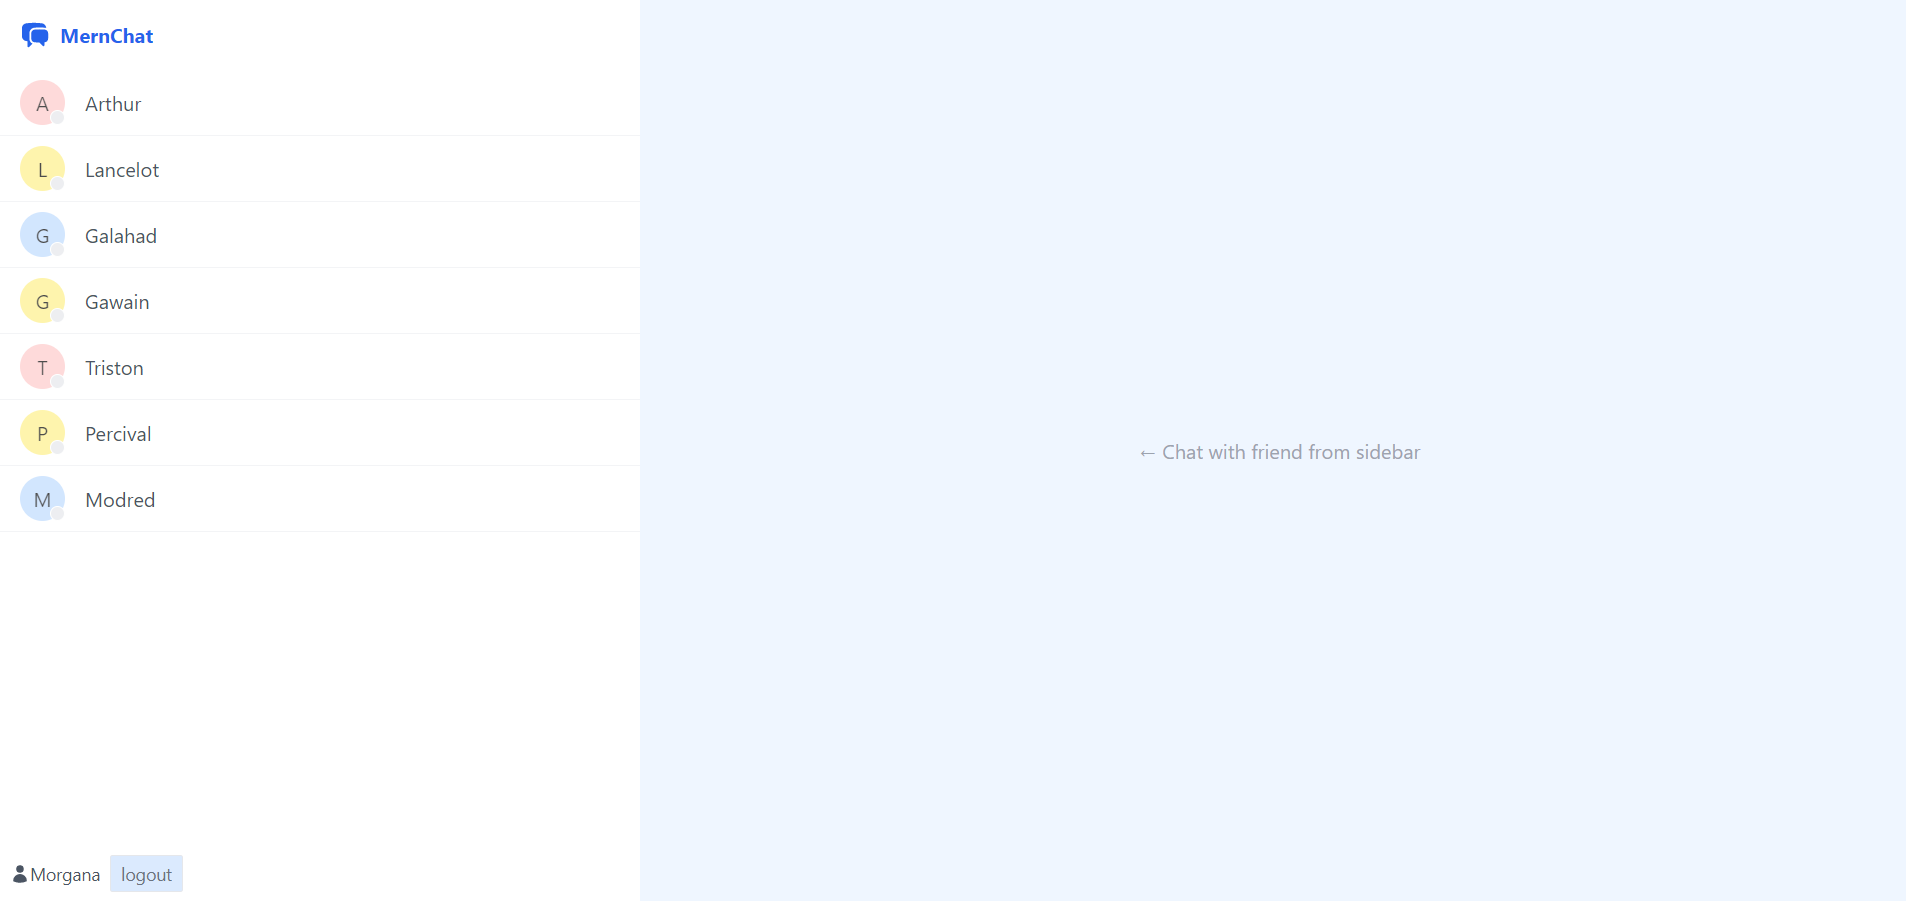 MernChat
A Arthur
L Lancelot
G Galahad
G Gawain
T Triston
P Percival
M Modred
← Chat with friend from sidebar
Morgana logout